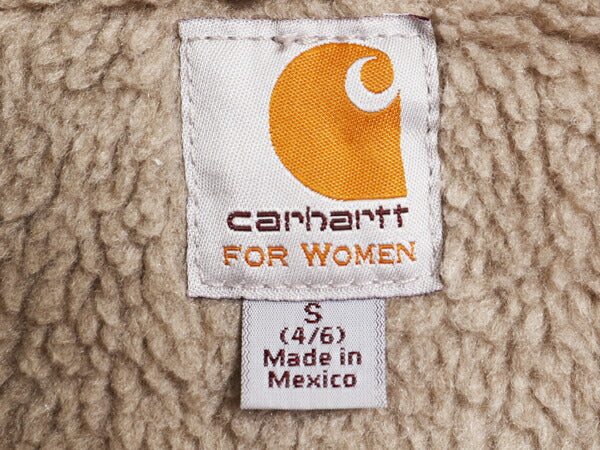 carhartt
FOR WOMEN
S
(4/6)
Made in
Mexico